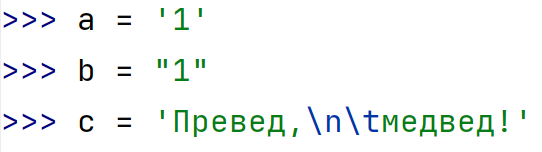 >>> a = '1'
>>> b = "1"
>>> c = 'Превед,\n\tмедвед!'